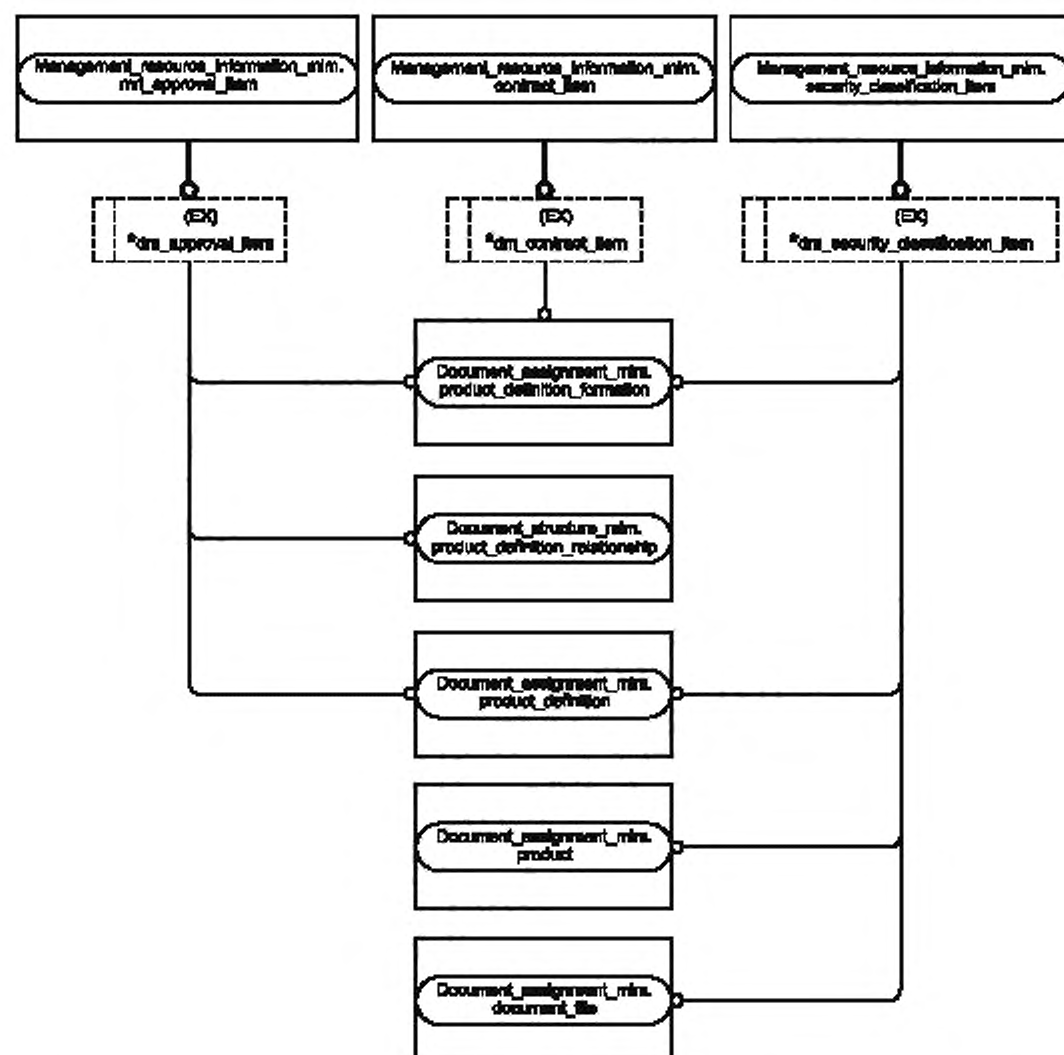 Management_resource_information_mim.
mri_approval_item
Management_resource_information_mim.
contract_item
Management_resource_information_mim.
security_classification_item
(EX)
*dm_approval_item
(EX)
*dm_contract_item
(EX)
*dm_security_classification_item
Document_assignment_mim.
product_definition_formation
Document_structure_mim.
product_definition_relationship
Document_assignment_mim.
product_definition
Document_assignment_mim.
product
Document_assignment_mim.
document_file